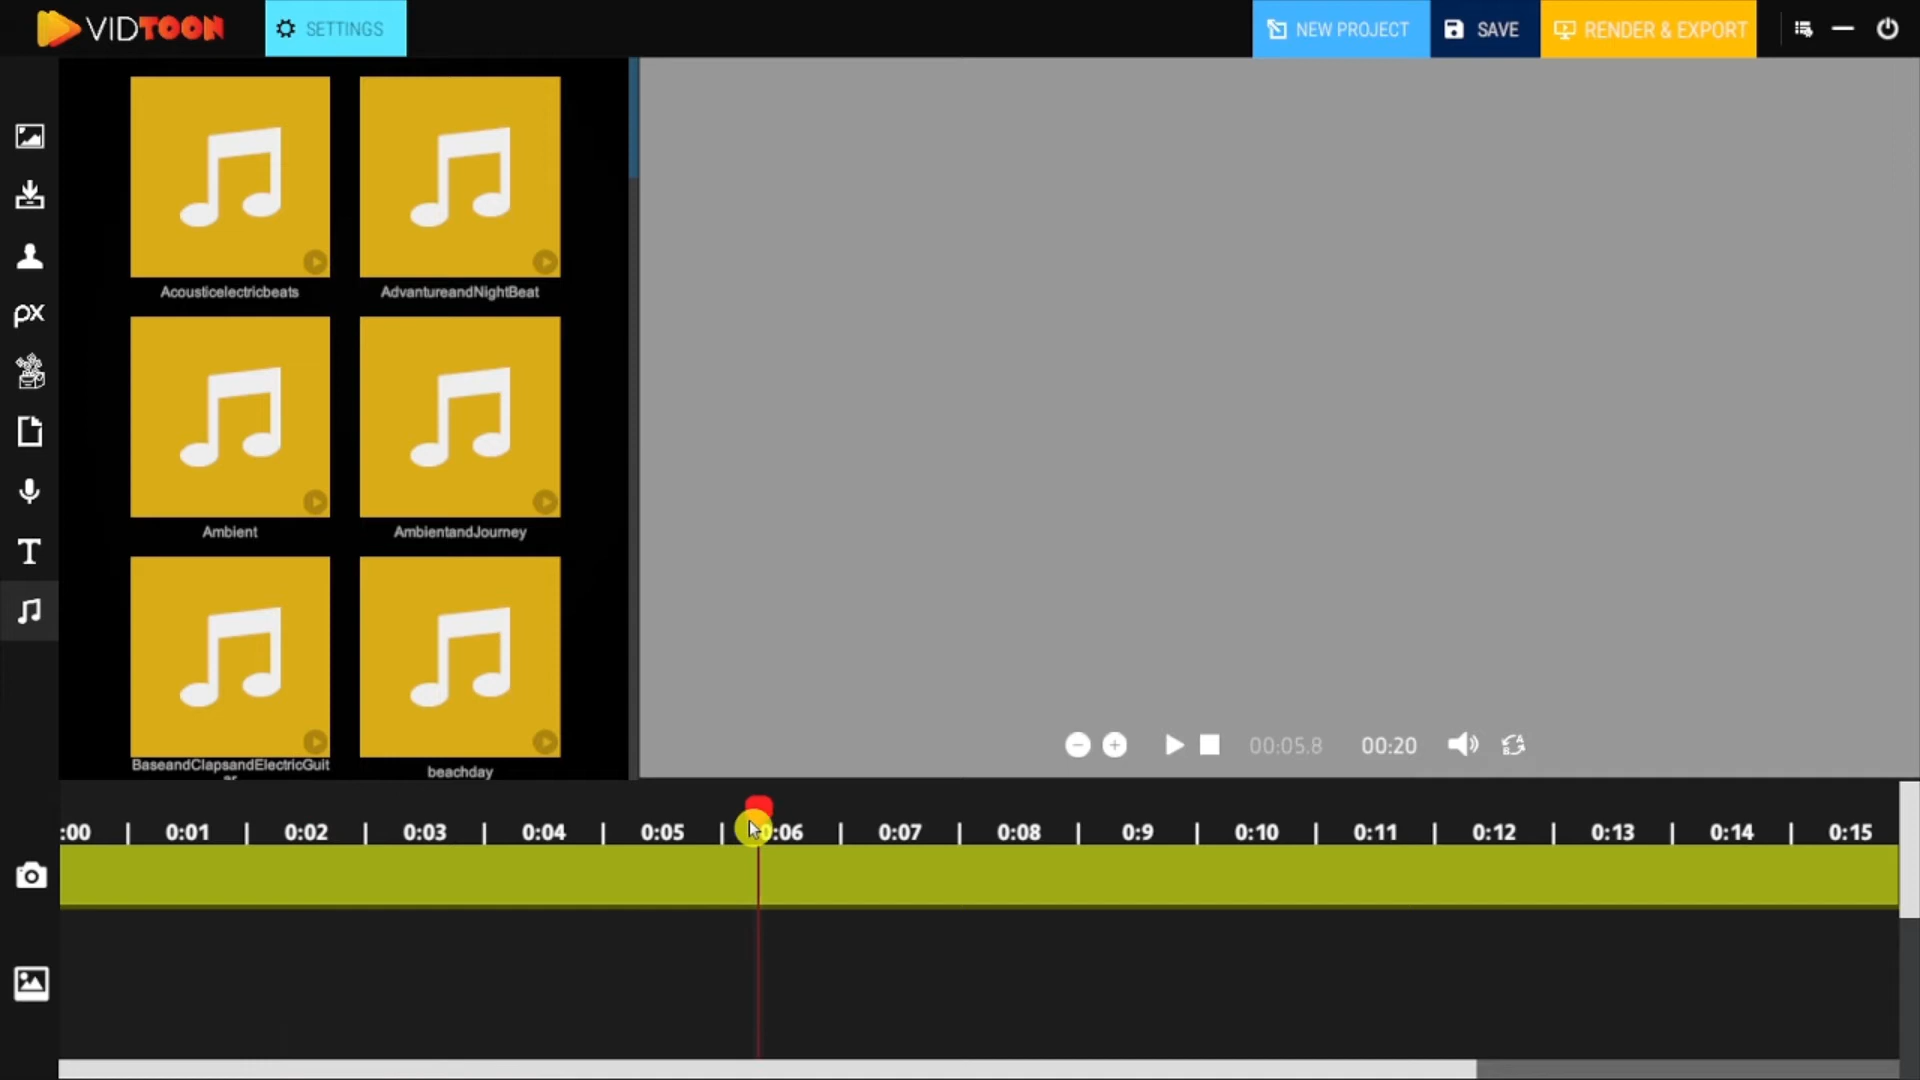 VIDTOON
SETTINGS
NEW PROJECT
SAVE
RENDER & EXPORT
px
Acousticelectricbeats
AdvantureandNightBeat
Ambient
AmbientandJourney
BaseandClapsandElectricGuit
ar
beachday
T
00:05.8
00:20
:00 | 0:01 | 0:02 | 0:03 | 0:04 | 0:05 | 0:06 | 0:07 | 0:08 | 0:9 | 0:10 | 0:11 | 0:12 | 0:13 | 0:14 | 0:15